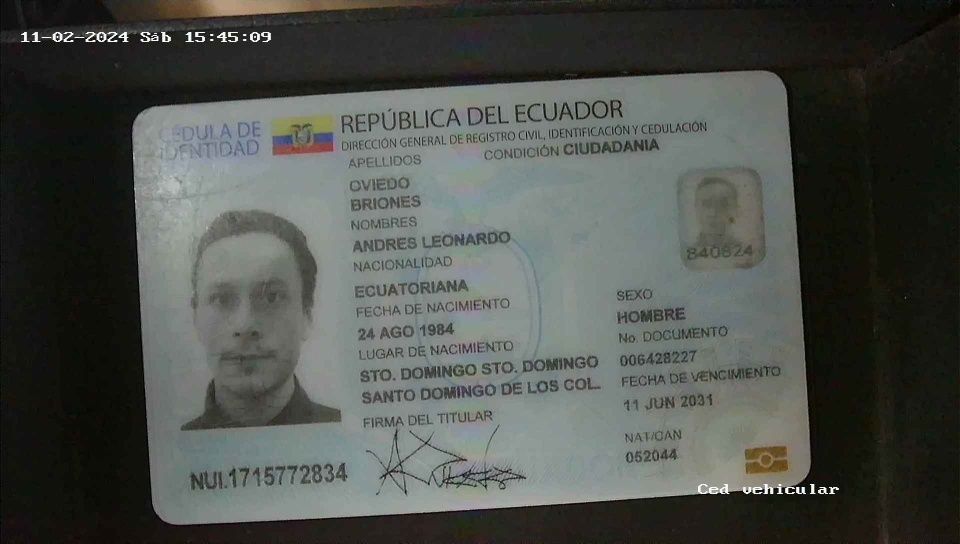 11-02-2024 Sáb 15:45:09
CÉDULA DE
IDENTIDAD
REPÚBLICA DEL ECUADOR
DIRECCIÓN GENERAL DE REGISTRO CIVIL, IDENTIFICACIÓN Y CEDULACIÓN
APELLIDOS
CONDICIÓN CIUDADANIA
OVIEDO
BRIONES
NOMBRES
ANDRES LEONARDO
NACIONALIDAD
840824
ECUATORIANA
FECHA DE NACIMIENTO
24 AGO 1984
LUGAR DE NACIMIENTO
STO. DOMINGO STO. DOMINGO
SANTO DOMINGO DE LOS COL.
FIRMA DEL TITULAR
SEXO
HOMBRE
No. DOCUMENTO
006428227
FECHA DE VENCIMIENTO
11 JUN 2031
NAT/CAN
052044
NUI.1715772834
Ced vehicular